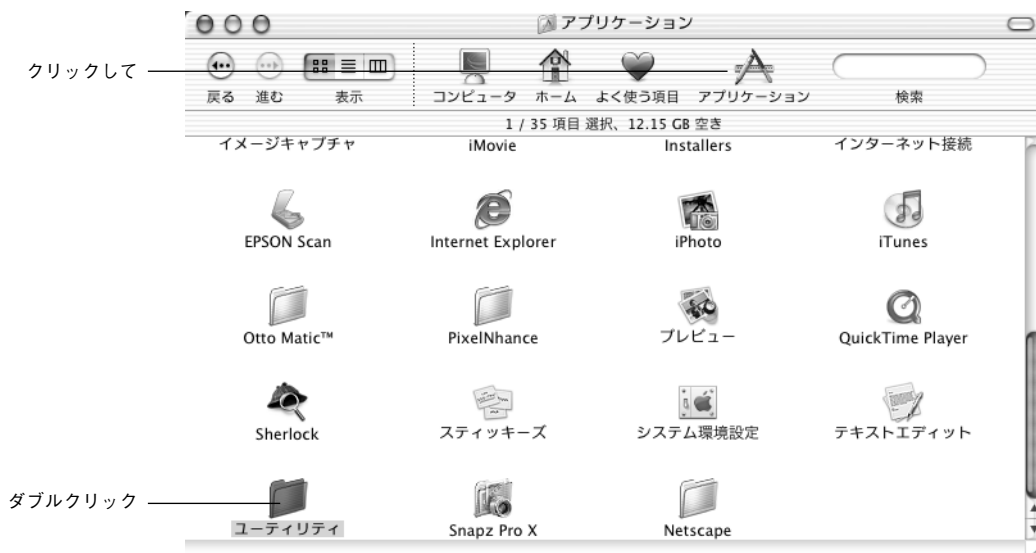 アプリケーション
クリックして
戻る 進む 表示 コンピュータ ホーム よく使う項目 アプリケーション 検索
1 / 35 項目 選択、12.15 GB 空き
イメージキャプチャ iMovie Installers インターネット接続
EPSON Scan Internet Explorer iPhoto iTunes
Otto Matic™ PixelNhance プレビュー QuickTime Player
Sherlock スティッキーズ システム環境設定 テキストエディット
ダブルクリック
ユーティリティ Snapz Pro X Netscape